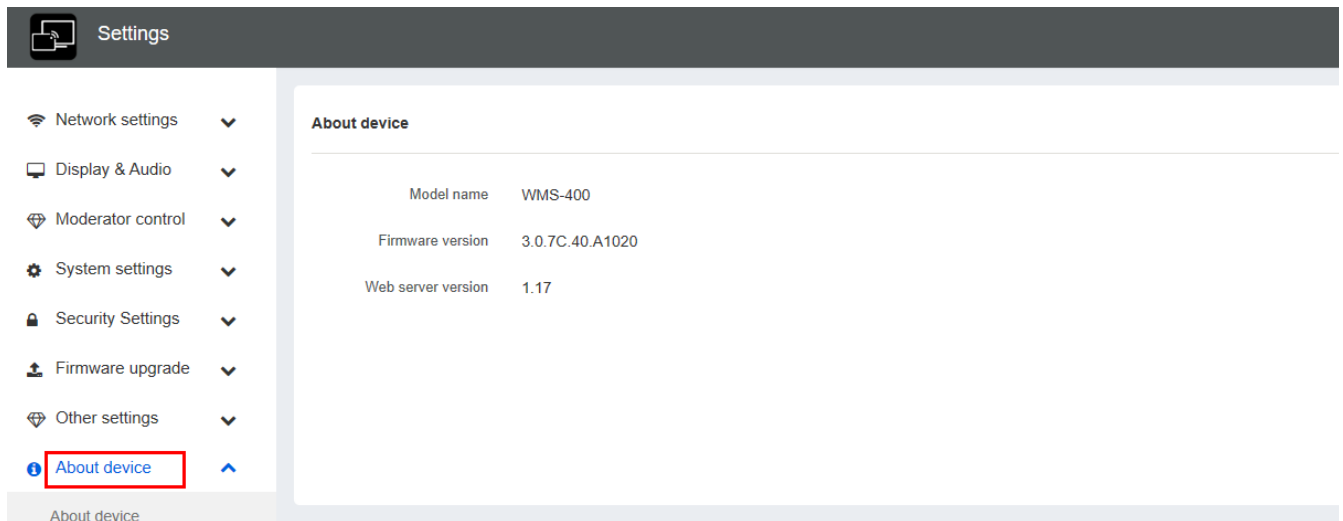 Settings
Network settings
Display & Audio
Moderator control
System settings
Security Settings
Firmware upgrade
Other settings
About device
About device
About device
Model name WMS-400
Firmware version 3.0.7C.40.A1020
Web server version 1.17